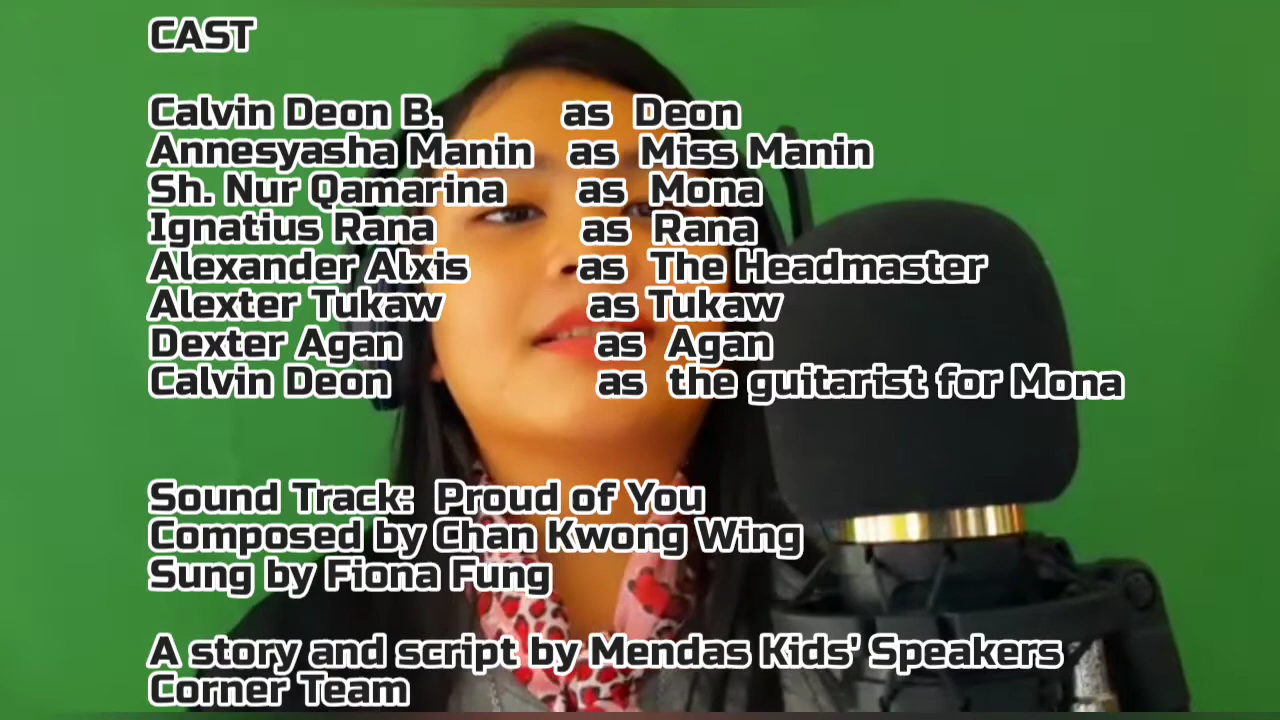 CAST
Calvin Deon B. as Deon
Annesyasha Manin as Miss Manin
Sh. Nur Qamarina as Mona
Ignatius Rana as Rana
Alexander Alxis as The Headmaster
Alexter Tukaw as Tukaw
Dexter Agan as Agan
Calvin Deon as the guitarist for Mona
Sound Track: Proud of You
Composed by Chan Kwong Wing
Sung by Fiona Fung
A story and script by Mendas Kids' Speakers
Corner Team